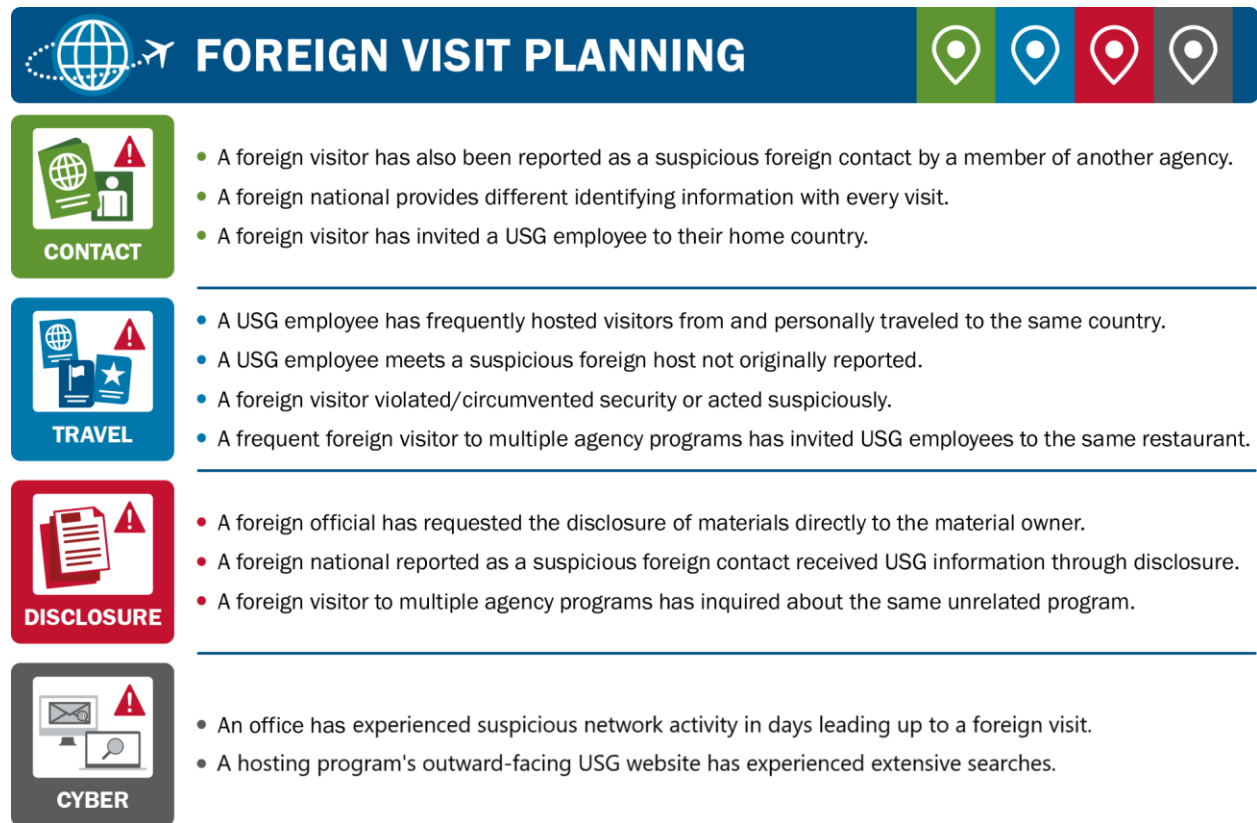 FOREIGN VISIT PLANNING
CONTACT
• A foreign visitor has also been reported as a suspicious foreign contact by a member of another agency.
• A foreign national provides different identifying information with every visit.
• A foreign visitor has invited a USG employee to their home country.
TRAVEL
• A USG employee has frequently hosted visitors from and personally traveled to the same country.
• A USG employee meets a suspicious foreign host not originally reported.
• A foreign visitor violated/circumvented security or acted suspiciously.
• A frequent foreign visitor to multiple agency programs has invited USG employees to the same restaurant.
DISCLOSURE
• A foreign official has requested the disclosure of materials directly to the material owner.
• A foreign national reported as a suspicious foreign contact received USG information through disclosure.
• A foreign visitor to multiple agency programs has inquired about the same unrelated program.
CYBER
• An office has experienced suspicious network activity in days leading up to a foreign visit.
• A hosting program's outward-facing USG website has experienced extensive searches.